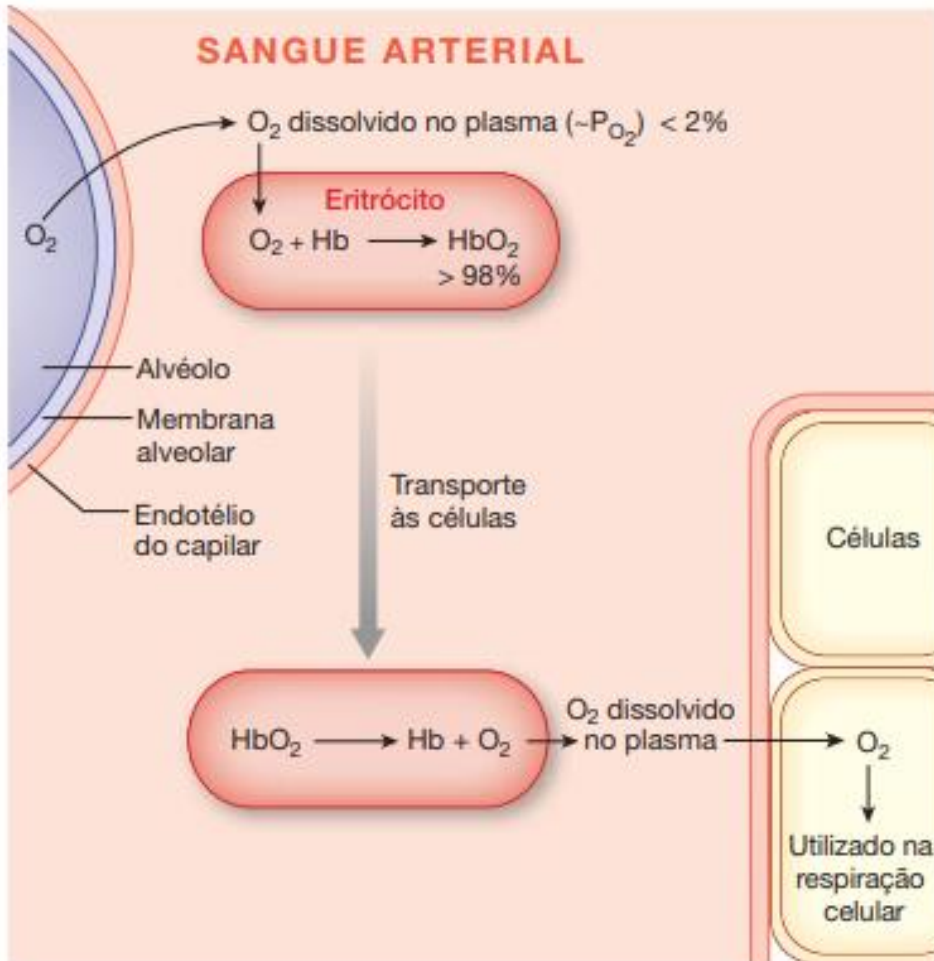 SANGUE ARTERIAL
O₂ dissolvido no plasma (~P_O₂) < 2%
Eritrócito
O₂ + Hb → HbO₂
> 98%
O₂
Alvéolo
Membrana
alveolar
Endotélio
do capilar
Transporte
às células
Células
HbO₂ → Hb + O₂
O₂ dissolvido
no plasma
O₂
Utilizado na
respiração
celular